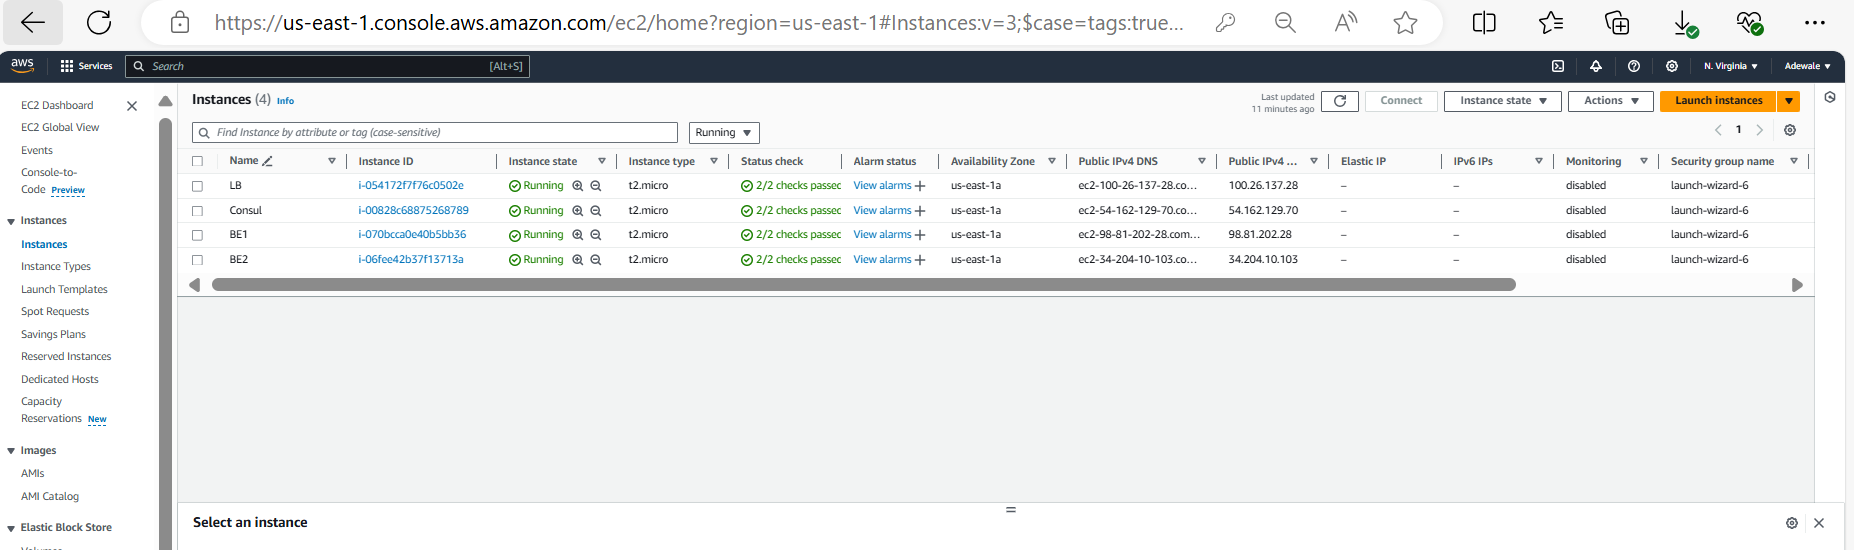 https://us-east-1.console.aws.amazon.com/ec2/home?region=us-east-1#Instances:v=3;$case=tags:true...
aws Services Search [Alt+S] N. Virginia Adewale
EC2 Dashboard
EC2 Global View
Events
Console-to-
Code Preview
Instances
Instances
Instance Types
Launch Templates
Spot Requests
Savings Plans
Reserved Instances
Dedicated Hosts
Capacity
Reservations New
Images
AMIs
AMI Catalog
Elastic Block Store
Volumes
Instances (4) Info
Last updated
11 minutes ago
Connect Instance state Actions Launch instances
Find Instance by attribute or tag (case-sensitive) Running 1
Name Instance ID Instance state Instance type Status check Alarm status Availability Zone Public IPv4 DNS Public IPv4 ... Elastic IP IPv6 IPs Monitoring Security group name
LB i-054172f7f76c0502e Running t2.micro 2/2 checks passed View alarms + us-east-1a ec2-100-26-137-28.co... 100.26.137.28 – – disabled launch-wizard-6
Consul i-00828c68875268789 Running t2.micro 2/2 checks passed View alarms + us-east-1a ec2-54-162-129-70.co... 54.162.129.70 – – disabled launch-wizard-6
BE1 i-070bcca0e40b5bb36 Running t2.micro 2/2 checks passed View alarms + us-east-1a ec2-98-81-202-28.com... 98.81.202.28 – – disabled launch-wizard-6
BE2 i-06fee42b37f13713a Running t2.micro 2/2 checks passed View alarms + us-east-1a ec2-34-204-10-103.co... 34.204.10.103 – – disabled launch-wizard-6
Select an instance